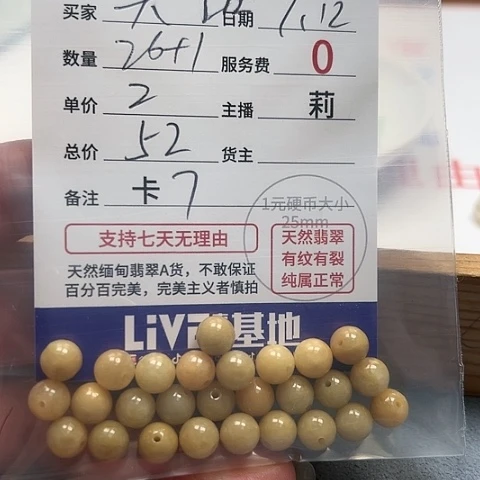 买家 天 日期 1.12
数量 26+1 服务费 0
单价 2 主播 莉
总价 52 货主
备注 卡7
1元硬币大小
25mm
支持七天无理由
天然翡翠
有纹有裂
纯属正常
天然缅甸翡翠A货，不敢保证
百分百完美，完美主义者慎拍
LiV 基地